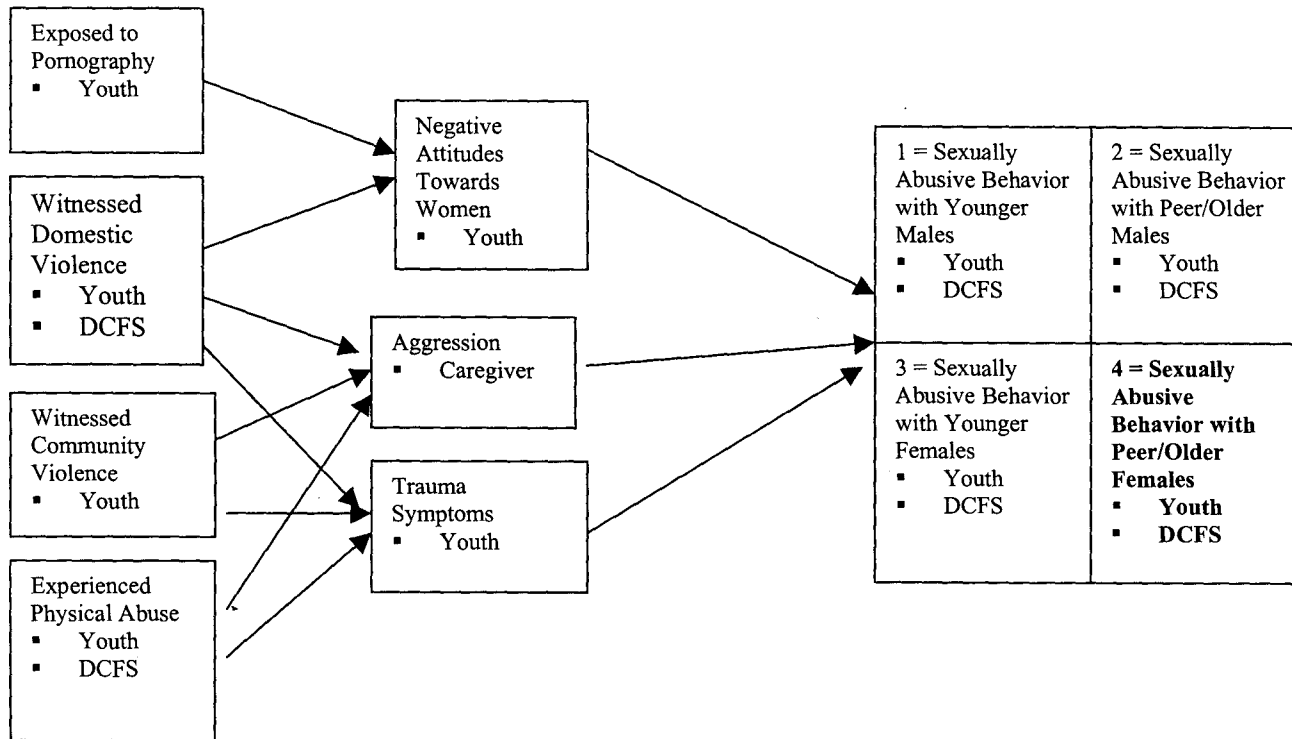 Exposed to
Pornography
▪ Youth
Witnessed
Domestic
Violence
▪ Youth
▪ DCFS
Witnessed
Community
Violence
▪ Youth
Experienced
Physical Abuse
▪ Youth
▪ DCFS
Negative
Attitudes
Towards
Women
▪ Youth
Aggression
▪ Caregiver
Trauma
Symptoms
▪ Youth
1 = Sexually
Abusive Behavior
with Younger
Males
▪ Youth
▪ DCFS
2 = Sexually
Abusive Behavior
with Peer/Older
Males
▪ Youth
▪ DCFS
3 = Sexually
Abusive Behavior
with Younger
Females
▪ Youth
▪ DCFS
4 = Sexually
Abusive
Behavior with
Peer/Older
Females
▪ Youth
▪ DCFS